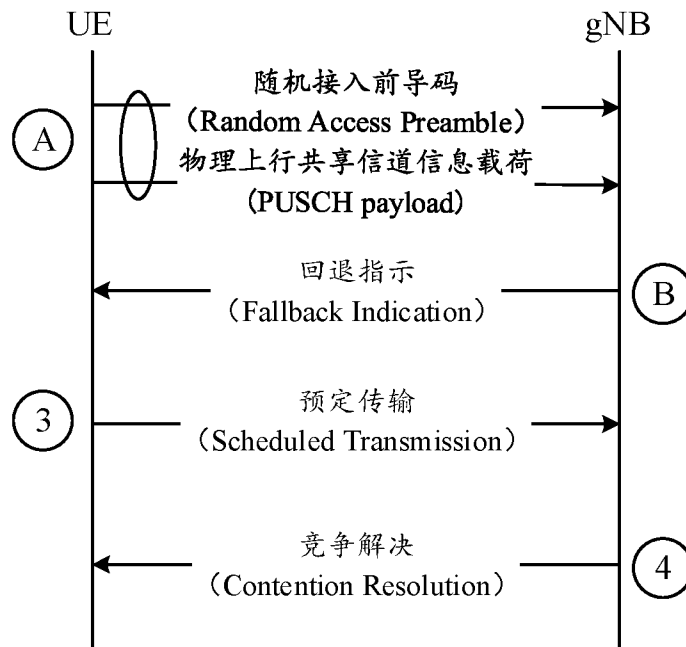 UE
gNB
随机接入前导码
(Random Access Preamble)
A
物理上行共享信道信息载荷
(PUSCH payload)
回退指示
B
（Fallback Indication）
预定传输
3
（Scheduled Transmission）
竞争解决
4
（Contention Resolution）